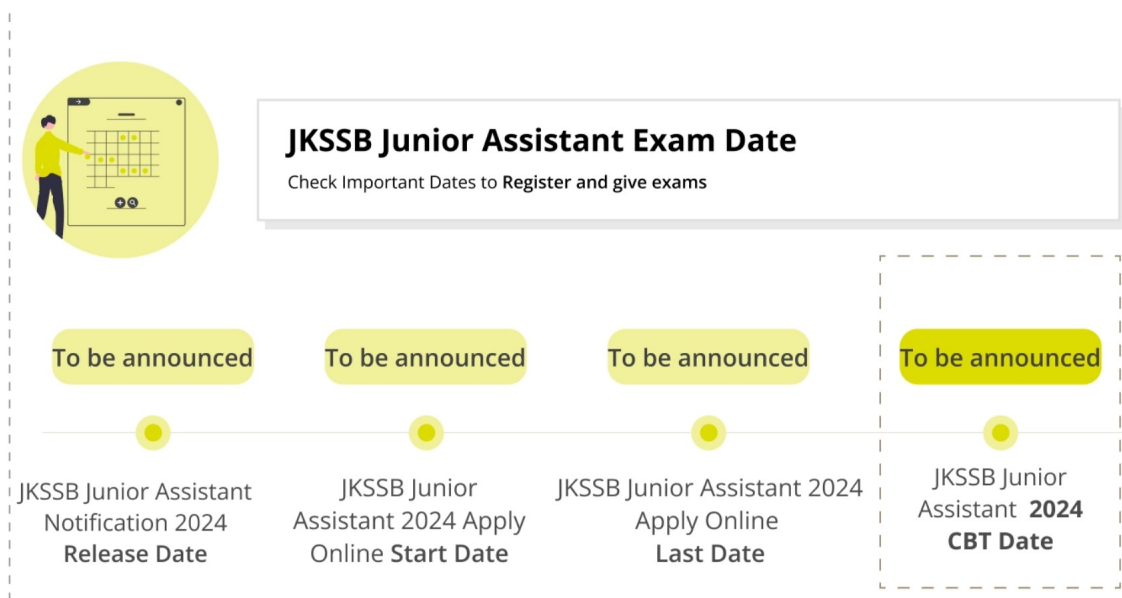 JKSSB Junior Assistant Exam Date
Check Important Dates to Register and give exams
To be announced
To be announced
To be announced
To be announced
JKSSB Junior Assistant
Notification 2024
Release Date
JKSSB Junior
Assistant 2024 Apply
Online Start Date
JKSSB Junior Assistant 2024
Apply Online
Last Date
JKSSB Junior
Assistant 2024
CBT Date